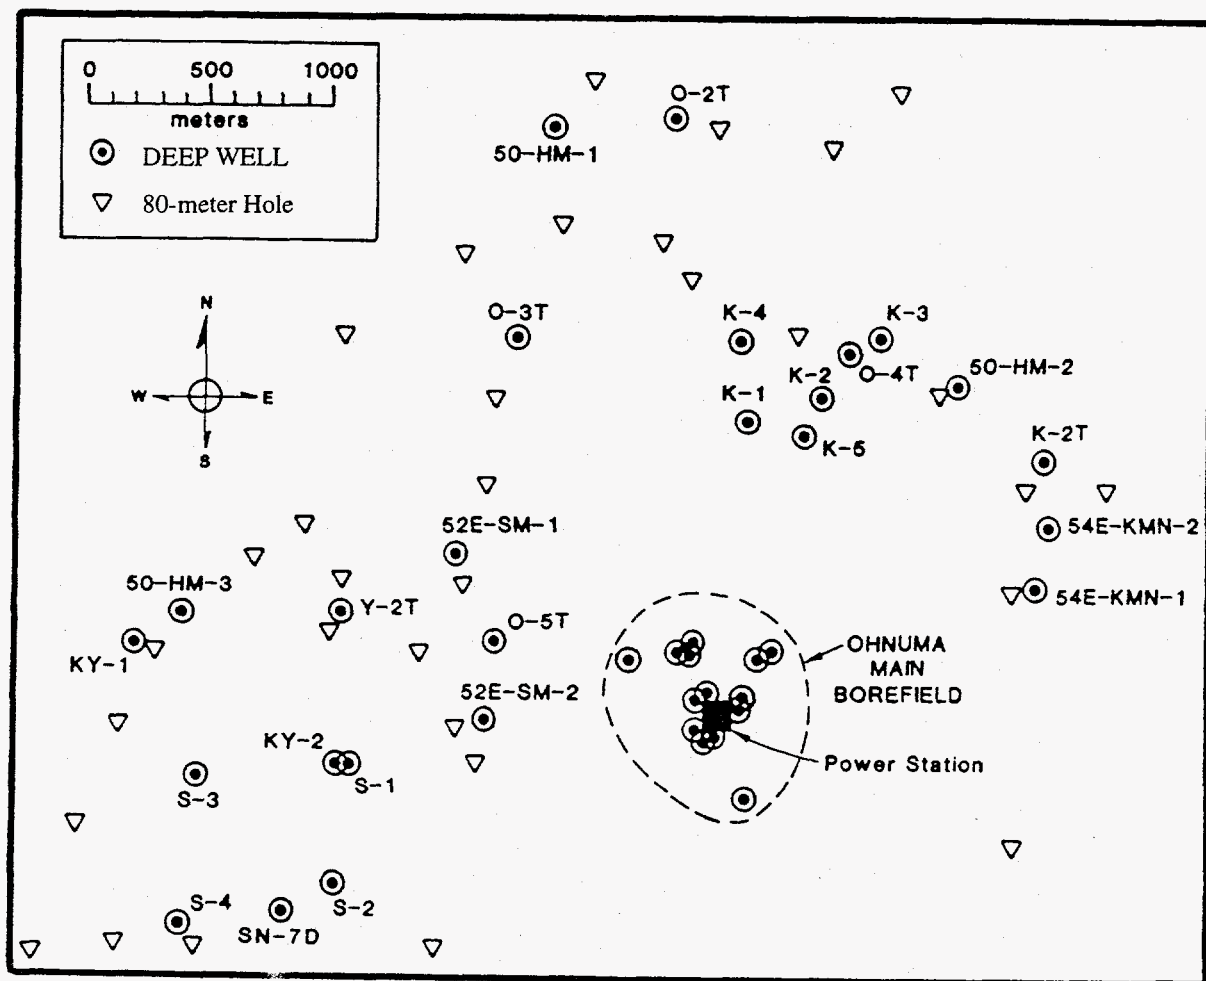 0 500 1000
meters
DEEP WELL
80-meter Hole
O-2T
50-HM-1
N
W E
S
O-3T
K-4
K-3
K-2
O-4T
50-HM-2
K-1
K-5
K-2T
52E-SM-1
54E-KMN-2
50-HM-3
Y-2T
O-5T
54E-KMN-1
KY-1
OHNUMA
MAIN
BOREFIELD
52E-SM-2
KY-2
S-1
Power Station
S-3
S-4
S-2
SN-7D